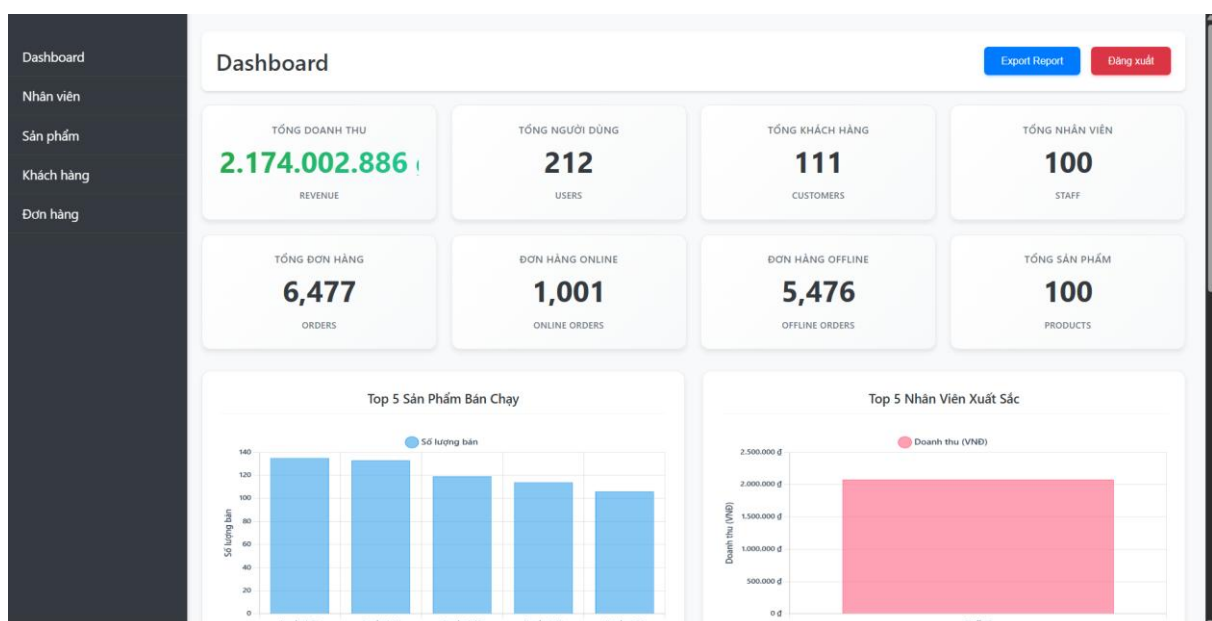 Dashboard
Nhân viên
Sản phẩm
Khách hàng
Đơn hàng
Dashboard
Export Report
Đăng xuất
TỔNG DOANH THU
2.174.002.886
REVENUE
TỔNG NGƯỜI DÙNG
212
USERS
TỔNG KHÁCH HÀNG
111
CUSTOMERS
TỔNG NHÂN VIÊN
100
STAFF
TỔNG ĐƠN HÀNG
6,477
ORDERS
ĐƠN HÀNG ONLINE
1,001
ONLINE ORDERS
ĐƠN HÀNG OFFLINE
5,476
OFFLINE ORDERS
TỔNG SẢN PHẨM
100
PRODUCTS
Top 5 Sản Phẩm Bán Chạy
Số lượng bán
Số lượng bán
140
120
100
80
60
40
20
0
Top 5 Nhân Viên Xuất Sắc
Doanh thu (VNĐ)
Doanh thu (VNĐ)
2.500.000 ₫
2.000.000 ₫
1.500.000 ₫
1.000.000 ₫
500.000 ₫
0 ₫